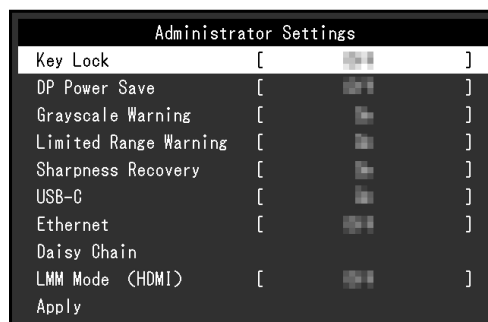 Administrator Settings
Key Lock [ ]
DP Power Save [ ]
Grayscale Warning [ ]
Limited Range Warning [ ]
Sharpness Recovery [ ]
USB-C [ ]
Ethernet [ ]
Daisy Chain
LMM Mode (HDMI) [ ]
Apply